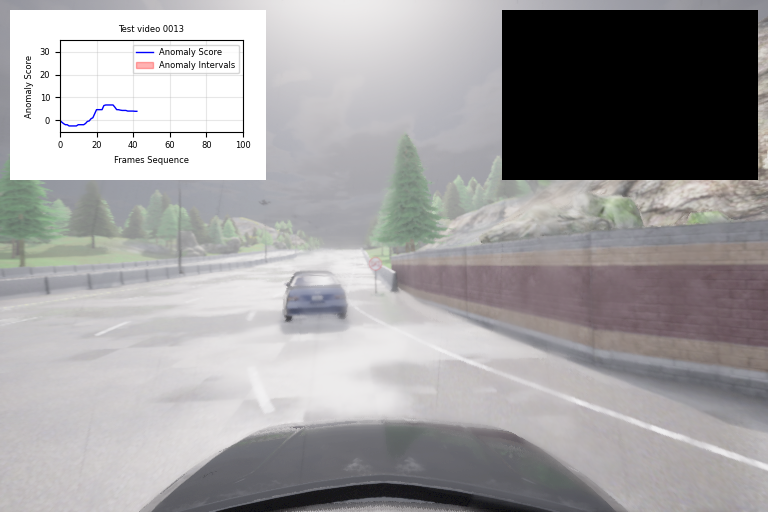 Test video 0013
Anomaly Score
Anomaly Intervals
Anomaly Score
30
20
10
0
0 20 40 60 80 100
Frames Sequence